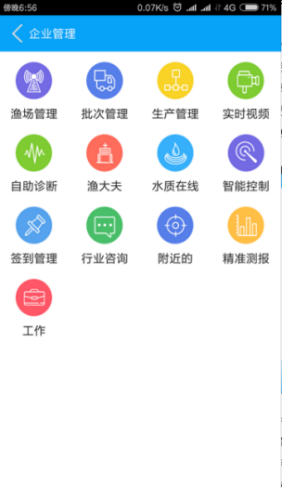 傍晚6:56 0.07K/s 4G 71%
企业管理
渔场管理 批次管理 生产管理 实时视频
自助诊断 渔大夫 水质在线 智能控制
签到管理 行业咨询 附近的 精准测报
工作